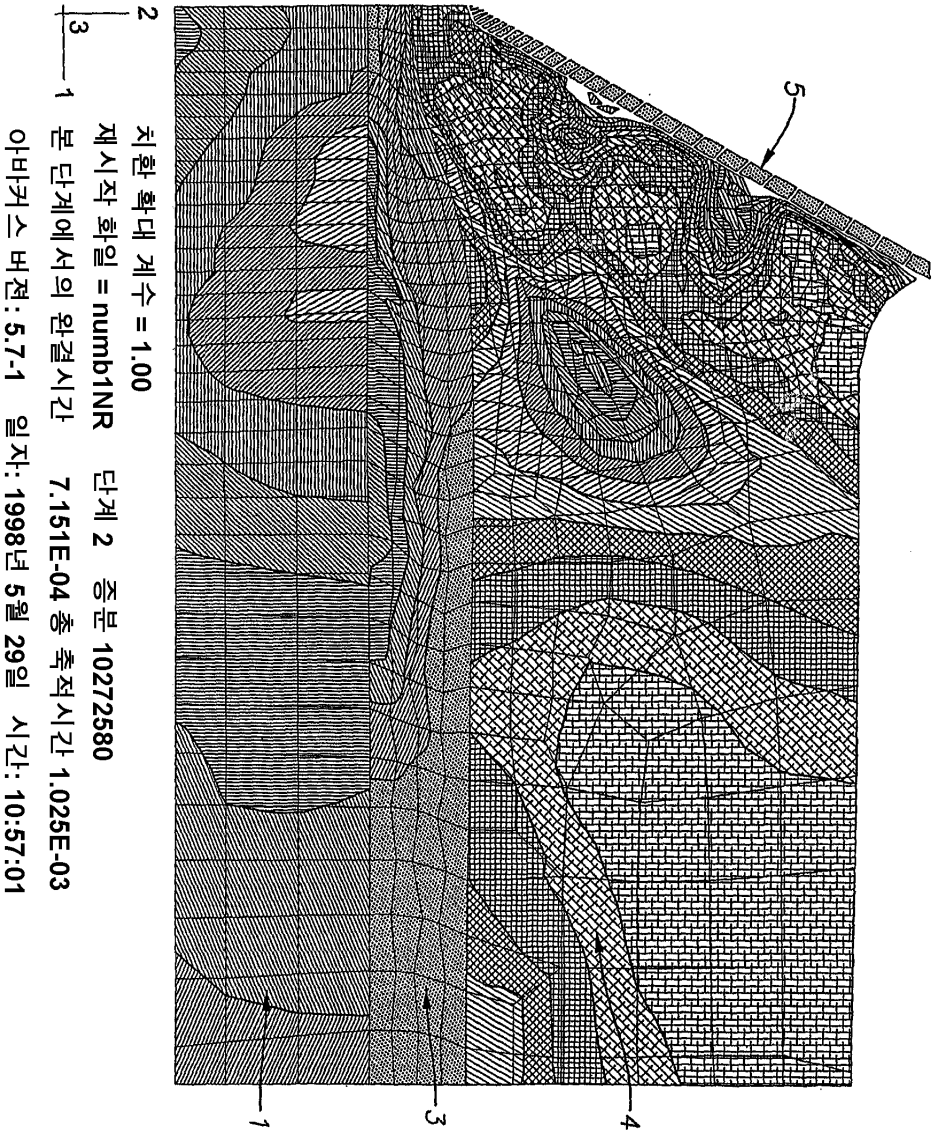 5
4
3
1
2
3
1
치환 확대 계수 = 1.00
재시작 화일 = numb1NR 단계 2 증분 10272580
본 단계에서의 완결시간 7.151E-04 총 축적시간 1.025E-03
아바커스 버전: 5.7-1 일자: 1998년 5월 29일 시간: 10:57:01